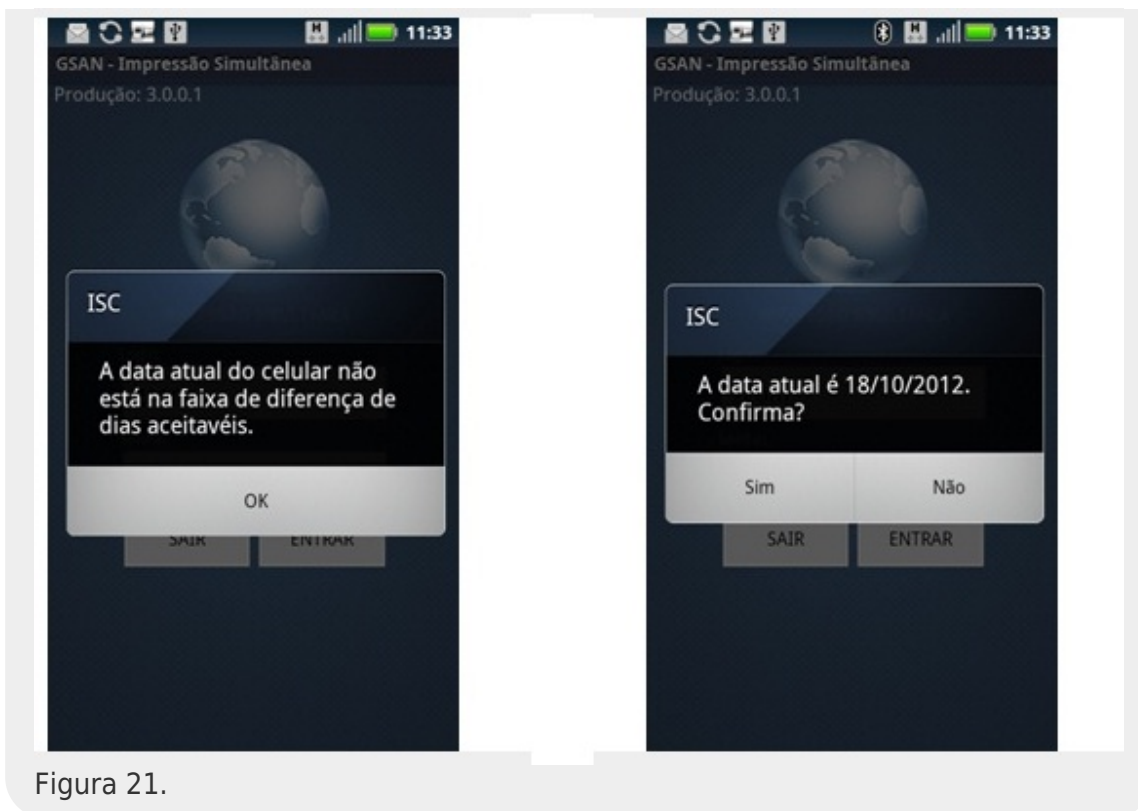 11:33
GSAN - Impressão Simultânea
Produção: 3.0.0.1
ISC
A data atual do celular não
está na faixa de diferença de
dias aceitavéis.
OK
SAIR ENTRAR
11:33
GSAN - Impressão Simultânea
Produção: 3.0.0.1
ISC
A data atual é 18/10/2012.
Confirma?
Sim Não
SAIR ENTRAR
Figura 21.